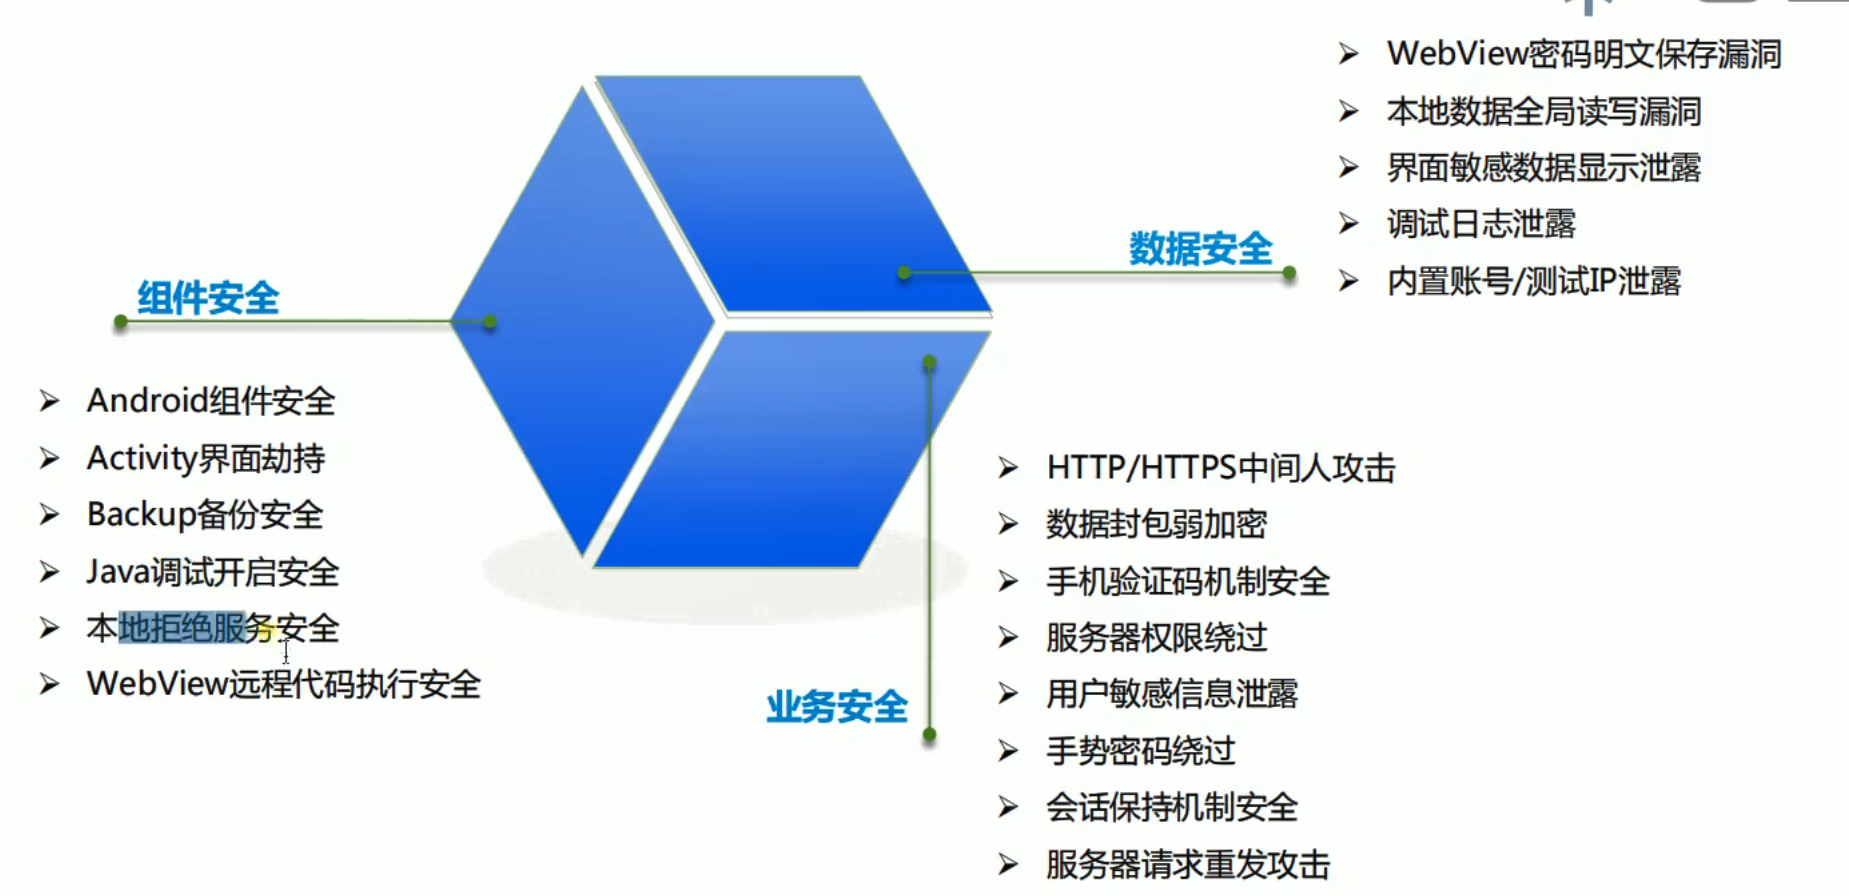 组件安全
Android组件安全
Activity界面劫持
Backup备份安全
Java调试开启安全
本地拒绝服务安全
WebView远程代码执行安全
数据安全
WebView密码明文保存漏洞
本地数据全局读写漏洞
界面敏感数据显示泄露
调试日志泄露
内置账号/测试IP泄露
业务安全
HTTP/HTTPS中间人攻击
数据封包弱加密
手机验证码机制安全
服务器权限绕过
用户敏感信息泄露
手势密码绕过
会话保持机制安全
服务器请求重发攻击